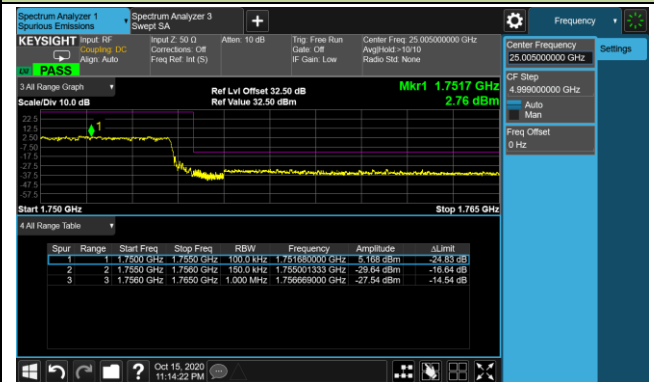 Spectrum Analyzer 1
Spurious Emissions
Spectrum Analyzer 3
Swept SA
+
Frequency
KEYSIGHT
Input: RF
Coupling: DC
Align: Auto
Input Z: 50 Ω
Corrections: Off
Freq Ref: Int (S)
Atten: 10 dB
Trig: Free Run
Gate: Off
IF Gain: Low
Center Freq: 25.005000000 GHz
Avg|Hold:>10/10
Radio Std: None
PASS
3 All Range Graph
Scale/Div 10.0 dB
Ref Lvl Offset 32.50 dB
Ref Value 32.50 dBm
Mkr1 1.7517 GHz
2.76 dBm
22.5
12.5
2.50
-7.50
-17.5
-27.5
-37.5
-47.5
-57.5
1
Start 1.750 GHz
Stop 1.765 GHz
4 All Range Table
Spur Range Start Freq Stop Freq RBW Frequency Amplitude ΔLimit
1 1 1.7500 GHz 1.7550 GHz 100.0 kHz 1.751680000 GHz 5.168 dBm -24.83 dB
2 2 1.7550 GHz 1.7560 GHz 150.0 kHz 1.755001333 GHz -29.64 dBm -16.64 dB
3 3 1.7560 GHz 1.7650 GHz 1.000 MHz 1.756669000 GHz -27.54 dBm -14.54 dB
Center Frequency
25.005000000 GHz
CF Step
4.999000000 GHz
Auto
Man
Freq Offset
0 Hz
Settings
?
Oct 15, 2020
11:14:22 PM